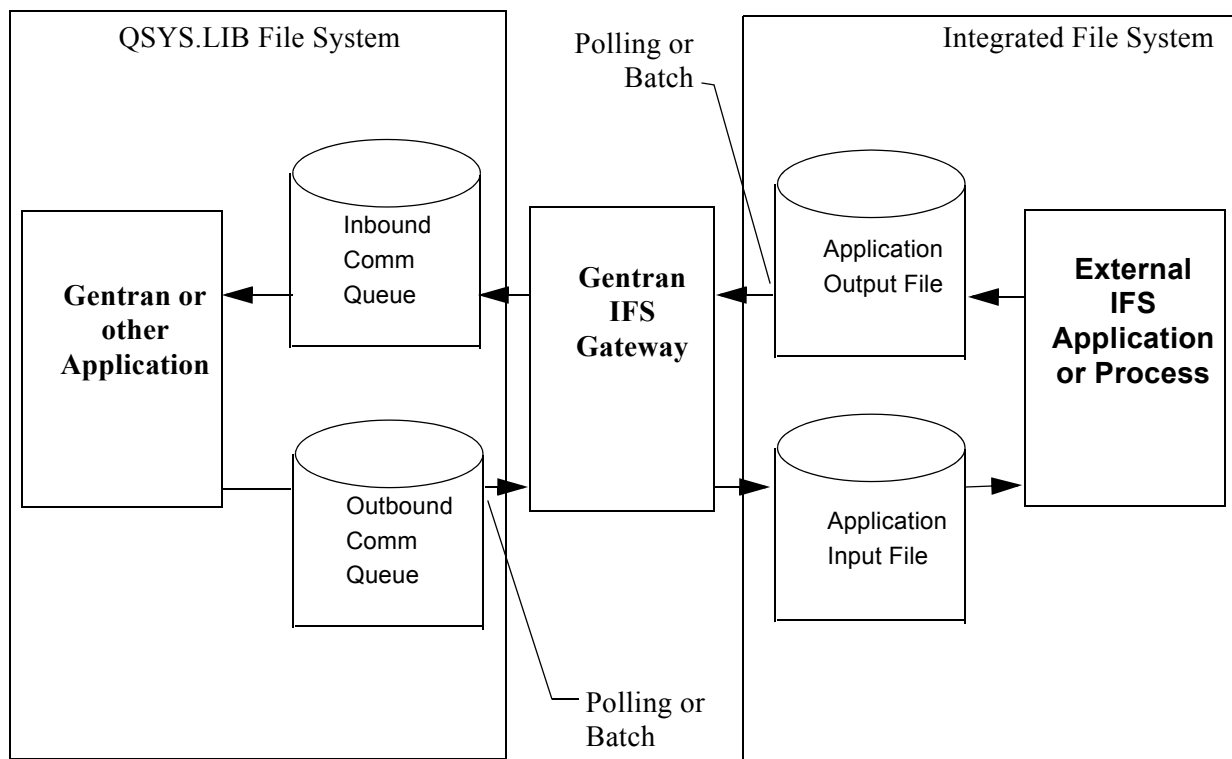 QSYS.LIB File System
Polling or
Batch
Integrated File System
Inbound
Comm
Queue
Gentran or
other
Application
Gentran
IFS
Gateway
Application
Output File
External
IFS
Application
or Process
Outbound
Comm
Queue
Application
Input File
Polling or
Batch